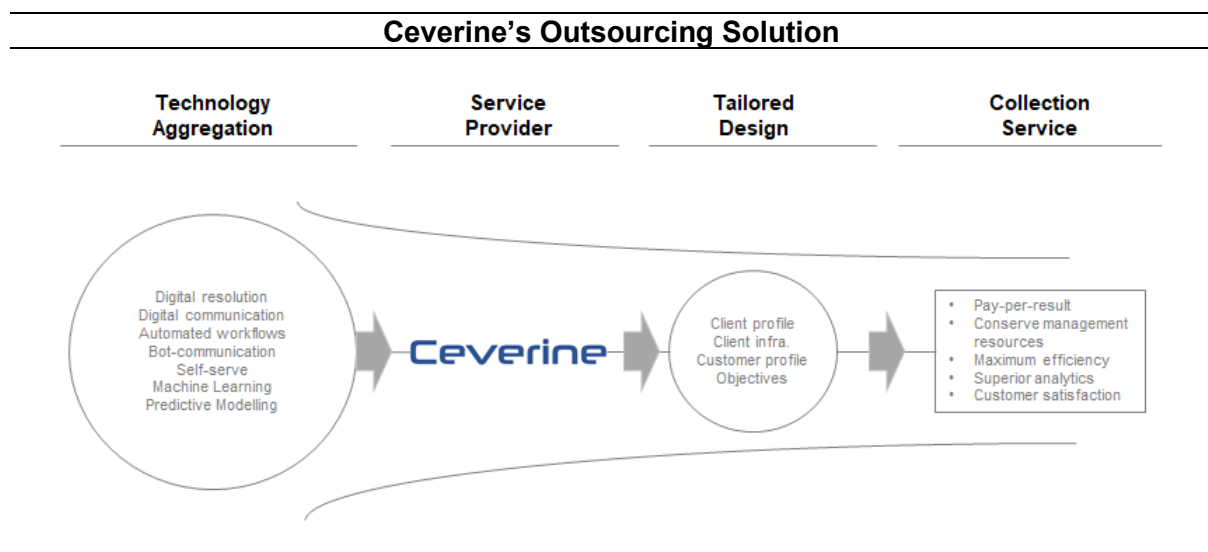 Ceverine's Outsourcing Solution
Technology
Aggregation
Service
Provider
Tailored
Design
Collection
Service
Digital resolution
Digital communication
Automated workflows
Bot-communication
Self-serve
Machine Learning
Predictive Modelling
Ceverine
Client profile
Client infra.
Customer profile
Objectives
• Pay-per-result
• Conserve management
resources
• Maximum efficiency
• Superior analytics
• Customer satisfaction